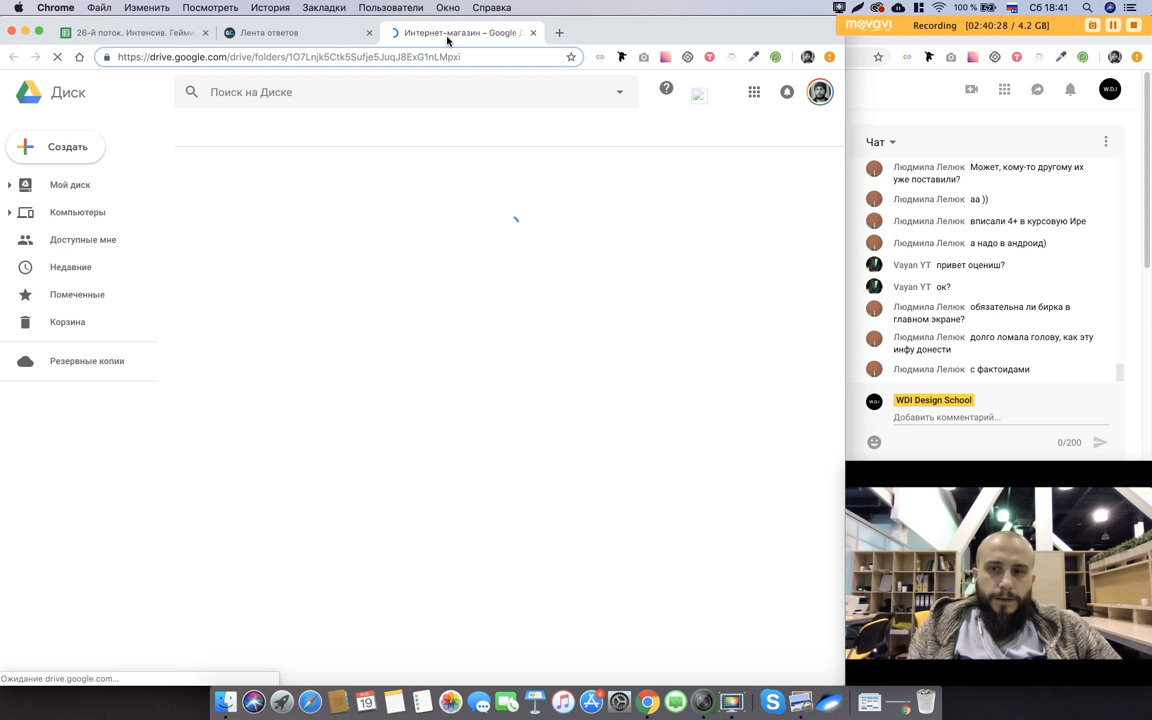 Chrome Файл Изменить Посмотреть История Закладки Пользователи Окно Справка 100 % Сб 18:41
movavi Recording [02:40:28 / 4.2 GB]
26-й поток. Интенсив. Гейми
Лента ответов
Интернет-магазин – Google Д
https://drive.google.com/drive/folders/1O7Lnjk5Ctk5Sufje5JuqJ8ExG1nLMpxi
Диск
Поиск на Диске
Создать
Мой диск
Компьютеры
Доступные мне
Недавние
Помеченные
Корзина
Резервные копии
Ожидание drive.google.com...
W.D.I
Чат
Людмила Лелюк Может, кому-то другому их
уже поставили?
Людмила Лелюк аа ))
Людмила Лелюк вписали 4+ в курсовую Ире
Людмила Лелюк а надо в андроид)
Vayan YT привет оцениш?
Vayan YT ок?
Людмила Лелюк обязательна ли бирка в
главном экране?
Людмила Лелюк долго ломала голову, как эту
инфу донести
Людмила Лелюк с фактоидами
WDI Design School
Добавить комментарий...
0/200
19